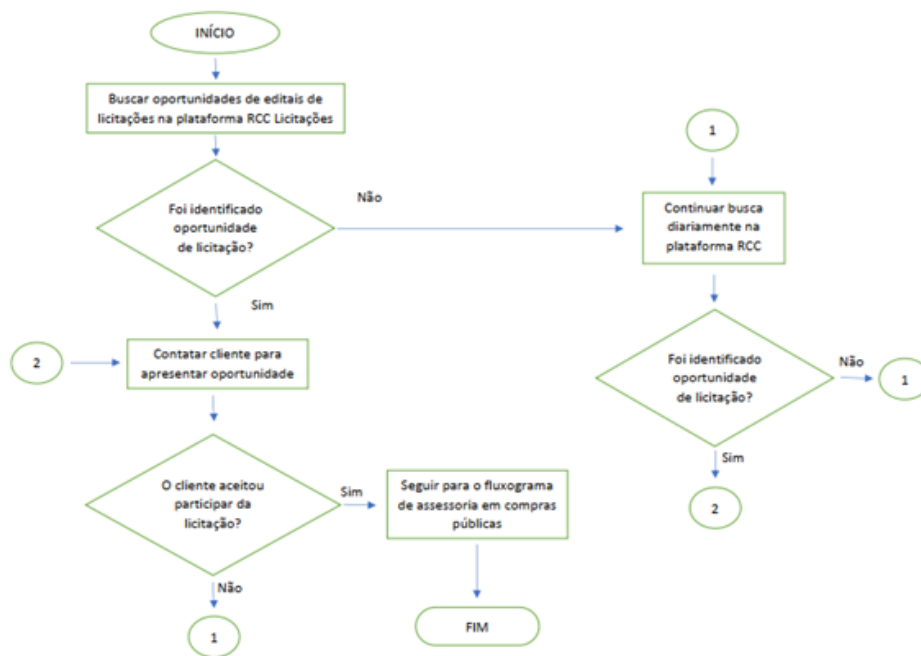 INÍCIO
Buscar oportunidades de editais de
licitações na plataforma RCC Licitações
Foi identificado
oportunidade
de licitação?
Não
Sim
1
Continuar busca
diariamente na
plataforma RCC
2
Contatar cliente para
apresentar oportunidade
Foi identificado
oportunidade
de licitação?
Não
1
Sim
2
O cliente aceitou
participar da
licitação?
Sim
Seguir para o fluxograma
de assessoria em compras
públicas
Não
1
FIM